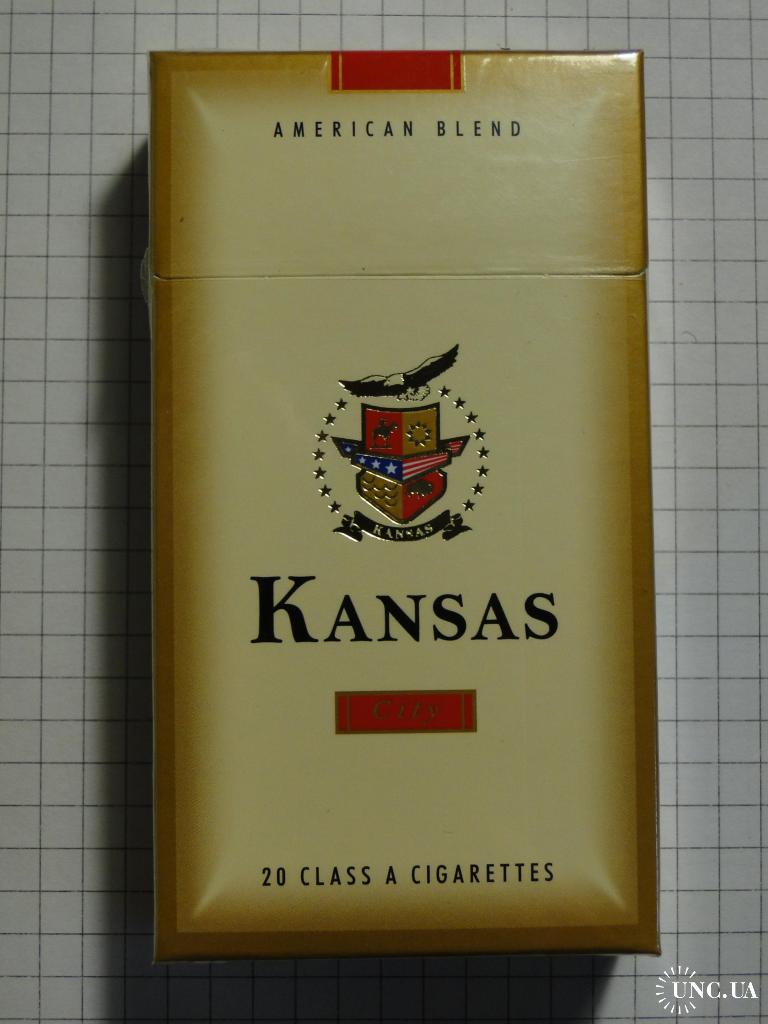 AMERICAN BLEND
KANSAS
KANSAS
City
20 CLASS A CIGARETTES
UNC.UA